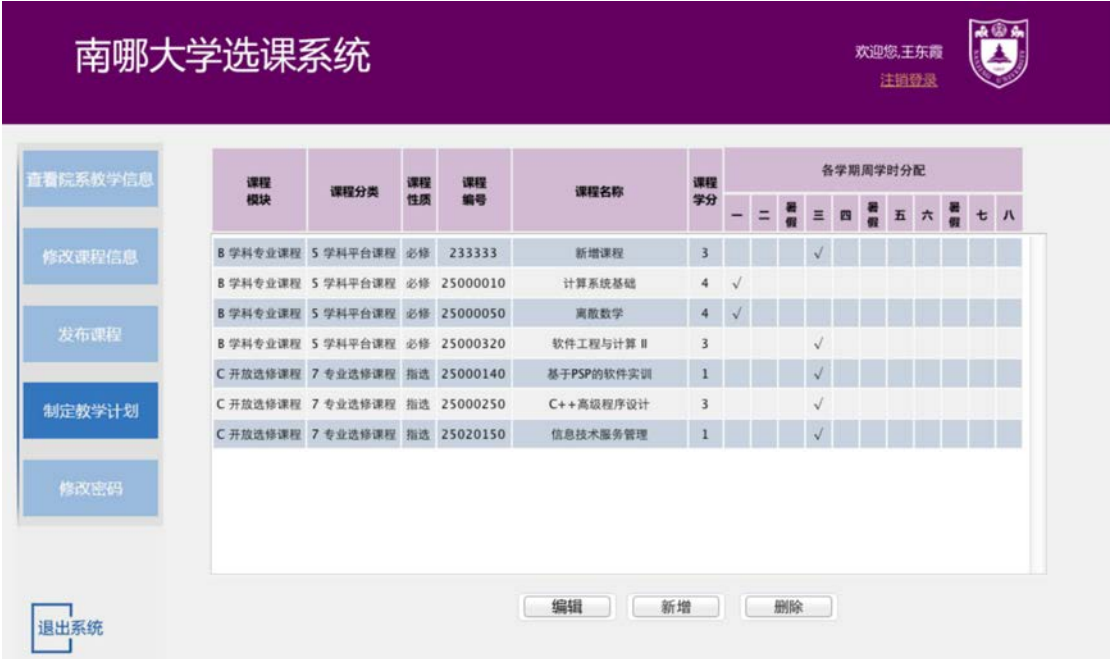 南哪大学选课系统
欢迎您,王东霞
注销登录
查看院系教学信息
修改课程信息
发布课程
制定教学计划
修改密码
退出系统
课程模块 课程分类 课程性质 课程编号 课程名称 课程学分 各学期周学时分配
一 二 暑假 三 四 暑假 五 六 暑假 七 八
B 学科专业课程 5 学科平台课程 必修 233333 新增课程 3 √
B 学科专业课程 5 学科平台课程 必修 25000010 计算系统基础 4 √
B 学科专业课程 5 学科平台课程 必修 25000050 离散数学 4 √
B 学科专业课程 5 学科平台课程 必修 25000320 软件工程与计算 Ⅱ 3 √
C 开放选修课程 7 专业选修课程 指选 25000140 基于PSP的软件实训 1 √
C 开放选修课程 7 专业选修课程 指选 25000250 C++高级程序设计 3 √
C 开放选修课程 7 专业选修课程 指选 25020150 信息技术服务管理 1 √
编辑 新增 删除